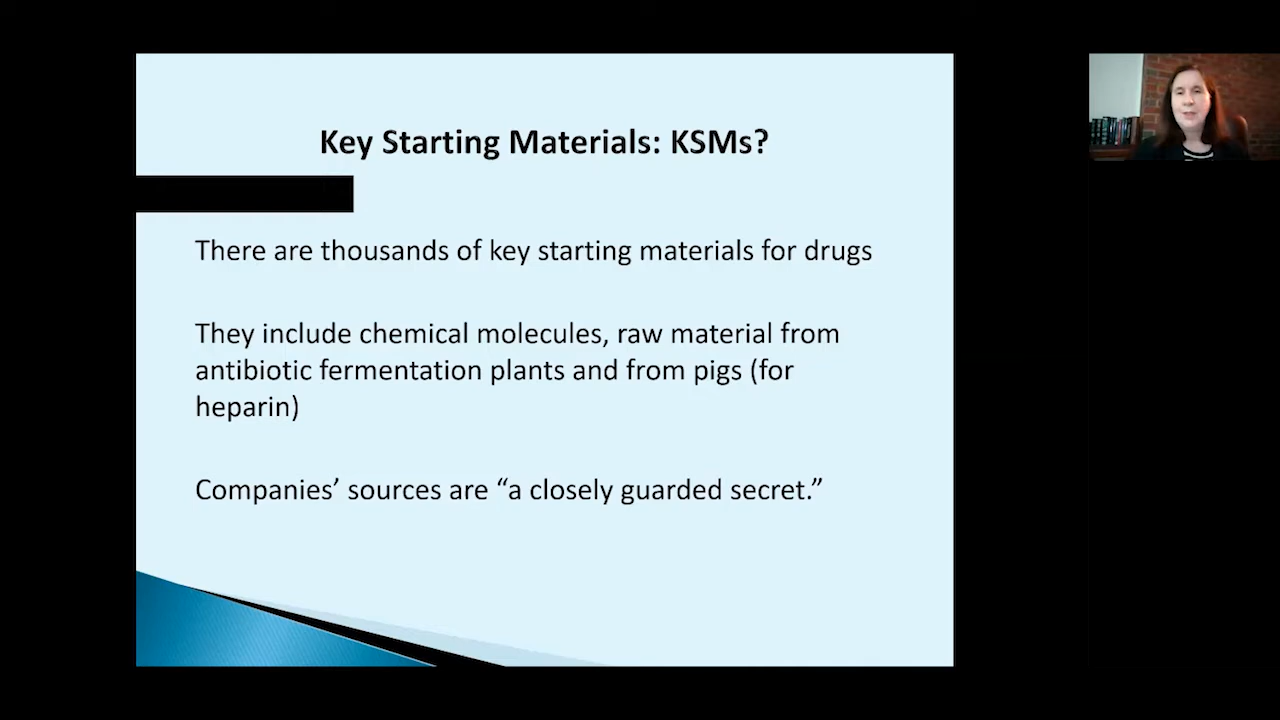 Key Starting Materials: KSMs?
There are thousands of key starting materials for drugs
They include chemical molecules, raw material from
antibiotic fermentation plants and from pigs (for
heparin)
Companies’ sources are “a closely guarded secret.”